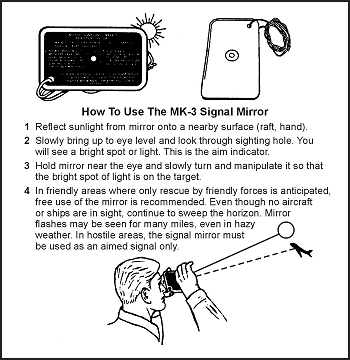 How To Use The MK-3 Signal Mirror
1 Reflect sunlight from mirror onto a nearby surface (raft, hand).
2 Slowly bring up to eye level and look through sighting hole. You
will see a bright spot or light. This is the aim indicator.
3 Hold mirror near the eye and slowly turn and manipulate it so that
the bright spot of light is on the target.
4 In friendly areas where only rescue by friendly forces is anticipated,
free use of the mirror is recommended. Even though no aircraft
or ships are in sight, continue to sweep the horizon. Mirror
flashes may be seen for many miles, even in hazy
weather. In hostile areas, the signal mirror must
be used as an aimed signal only.